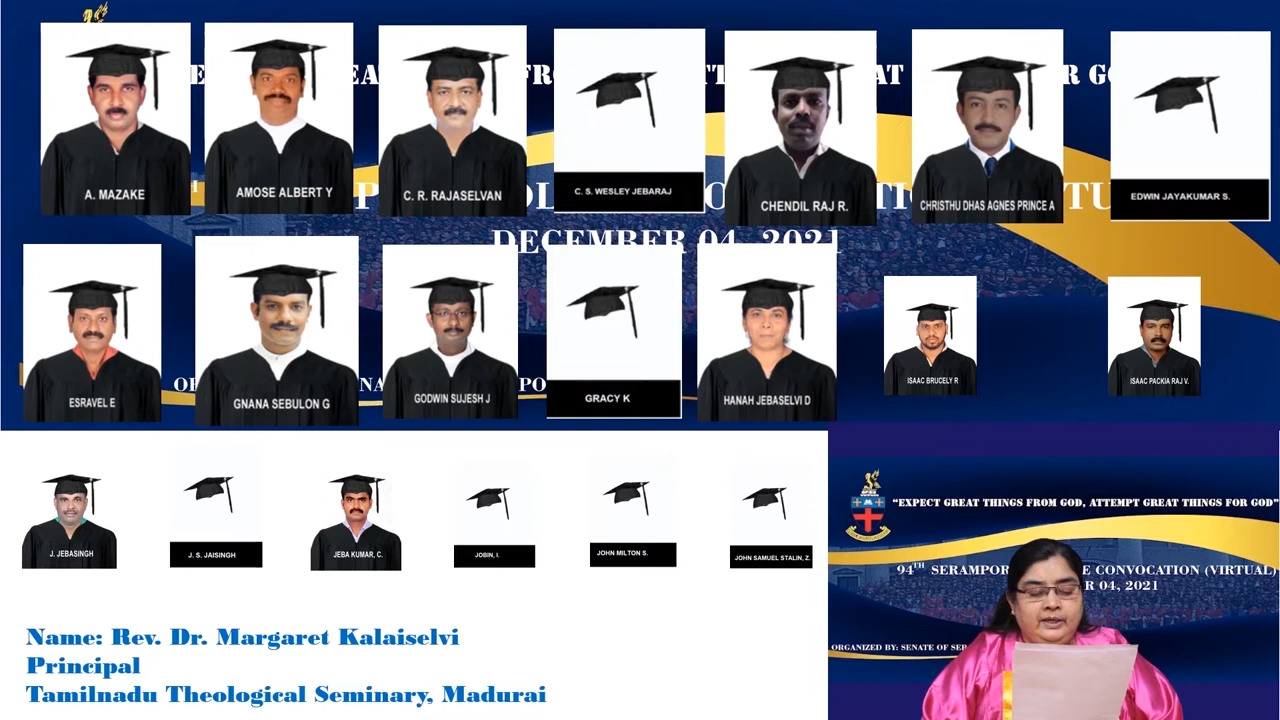 A. MAZAKE
AMOSE ALBERT Y
C. R. RAJASELVAN
C. S. WESLEY JEBARAJ
CHENDIL RAJ R.
CHRISTHU DHAS AGNES PRINCE A
EDWIN JAYAKUMAR S.
DECEMBER 04, 2021
ESRAVEL E
GNANA SEBULON G
GODWIN SUJESH J
GRACY K
HANAH JEBASELVI D
ISAAC BRUCELY R
ISAAC PACKIA RAJ V.
J. JEBASINGH
J. S. JAISINGH
JEBA KUMAR, C.
JOBIN, I.
JOHN MILTON S.
JOHN SAMUEL STALIN, Z.
Name: Rev. Dr. Margaret Kalaiselvi
Principal
Tamilnadu Theological Seminary, Madurai
"EXPECT GREAT THINGS FROM GOD, ATTEMPT GREAT THINGS FOR GOD"
94TH SERAMPOR E CONVOCATION (VIRTUAL)
R 04, 2021
ORGANIZED BY: SENATE OF SER